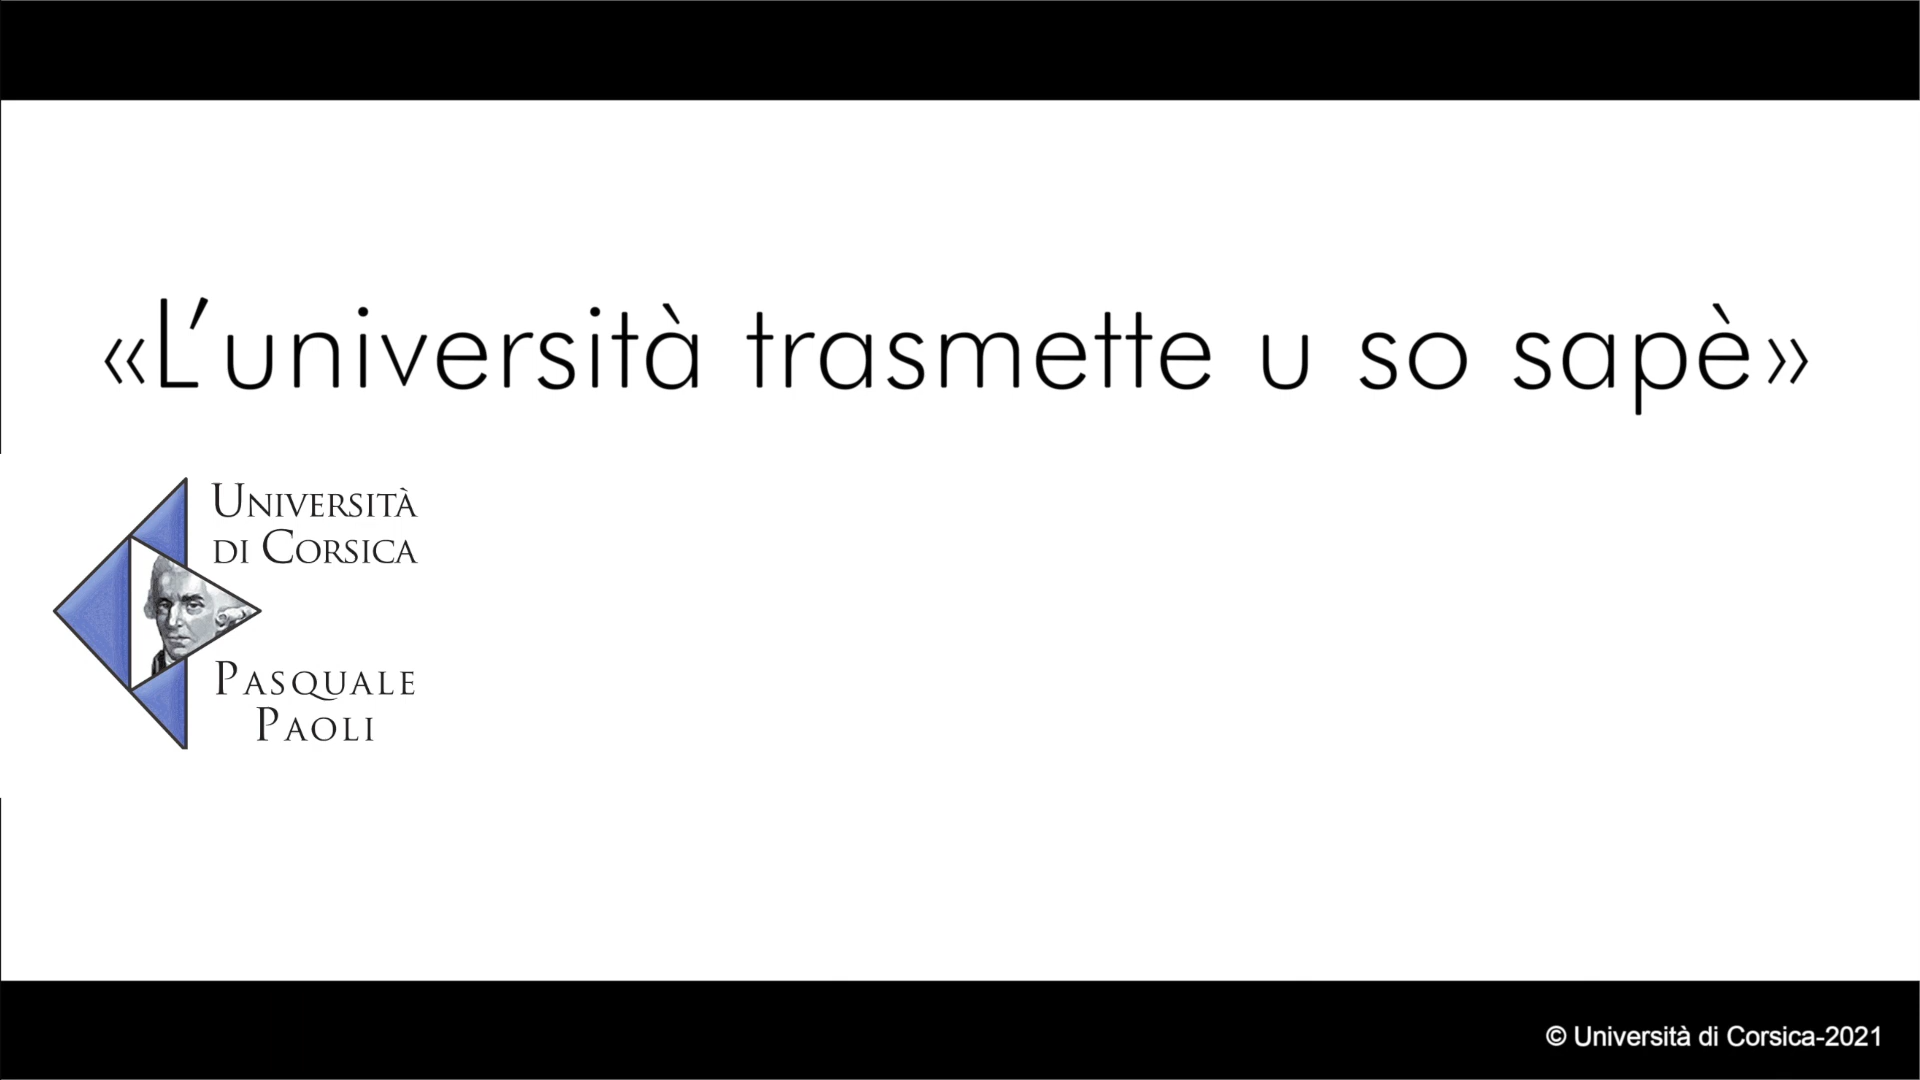 «L'università trasmette u so sapè»
Università
di Corsica
Pasquale
Paoli
© Università di Corsica-2021